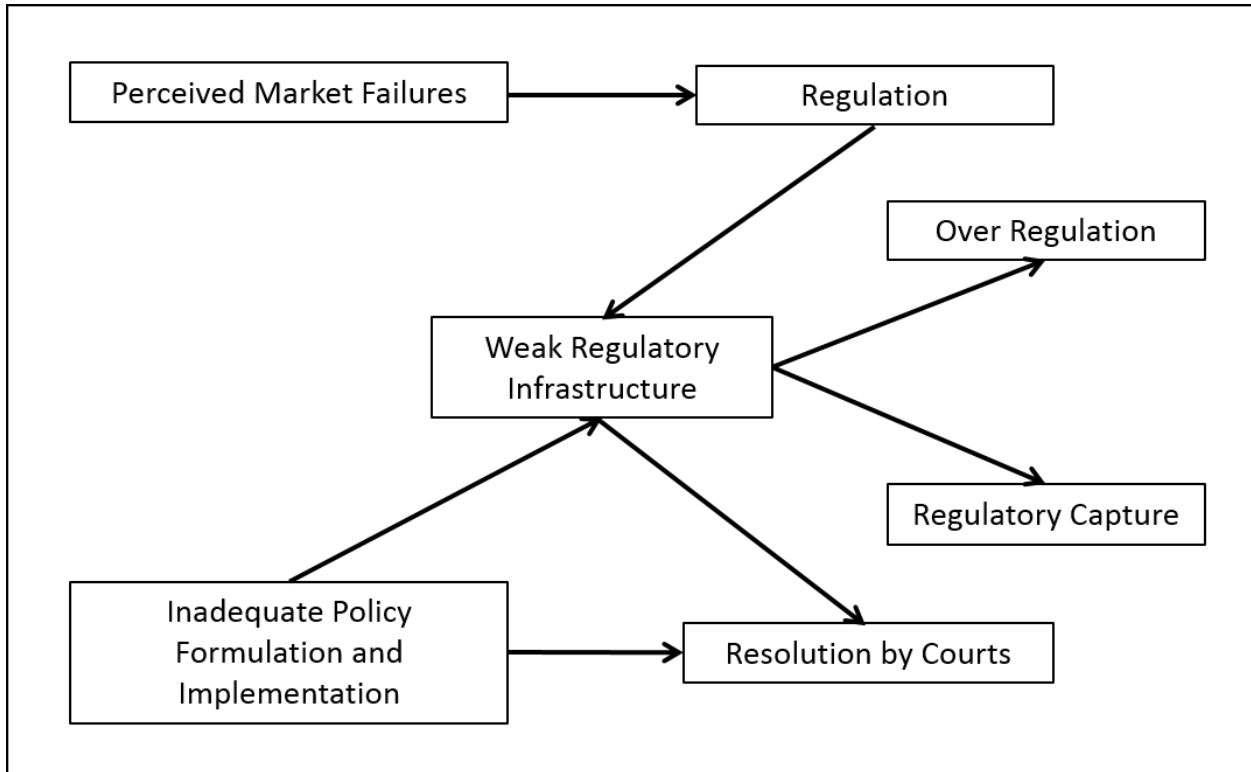 Perceived Market Failures
Regulation
Over Regulation
Weak Regulatory
Infrastructure
Regulatory Capture
Inadequate Policy
Formulation and
Implementation
Resolution by Courts